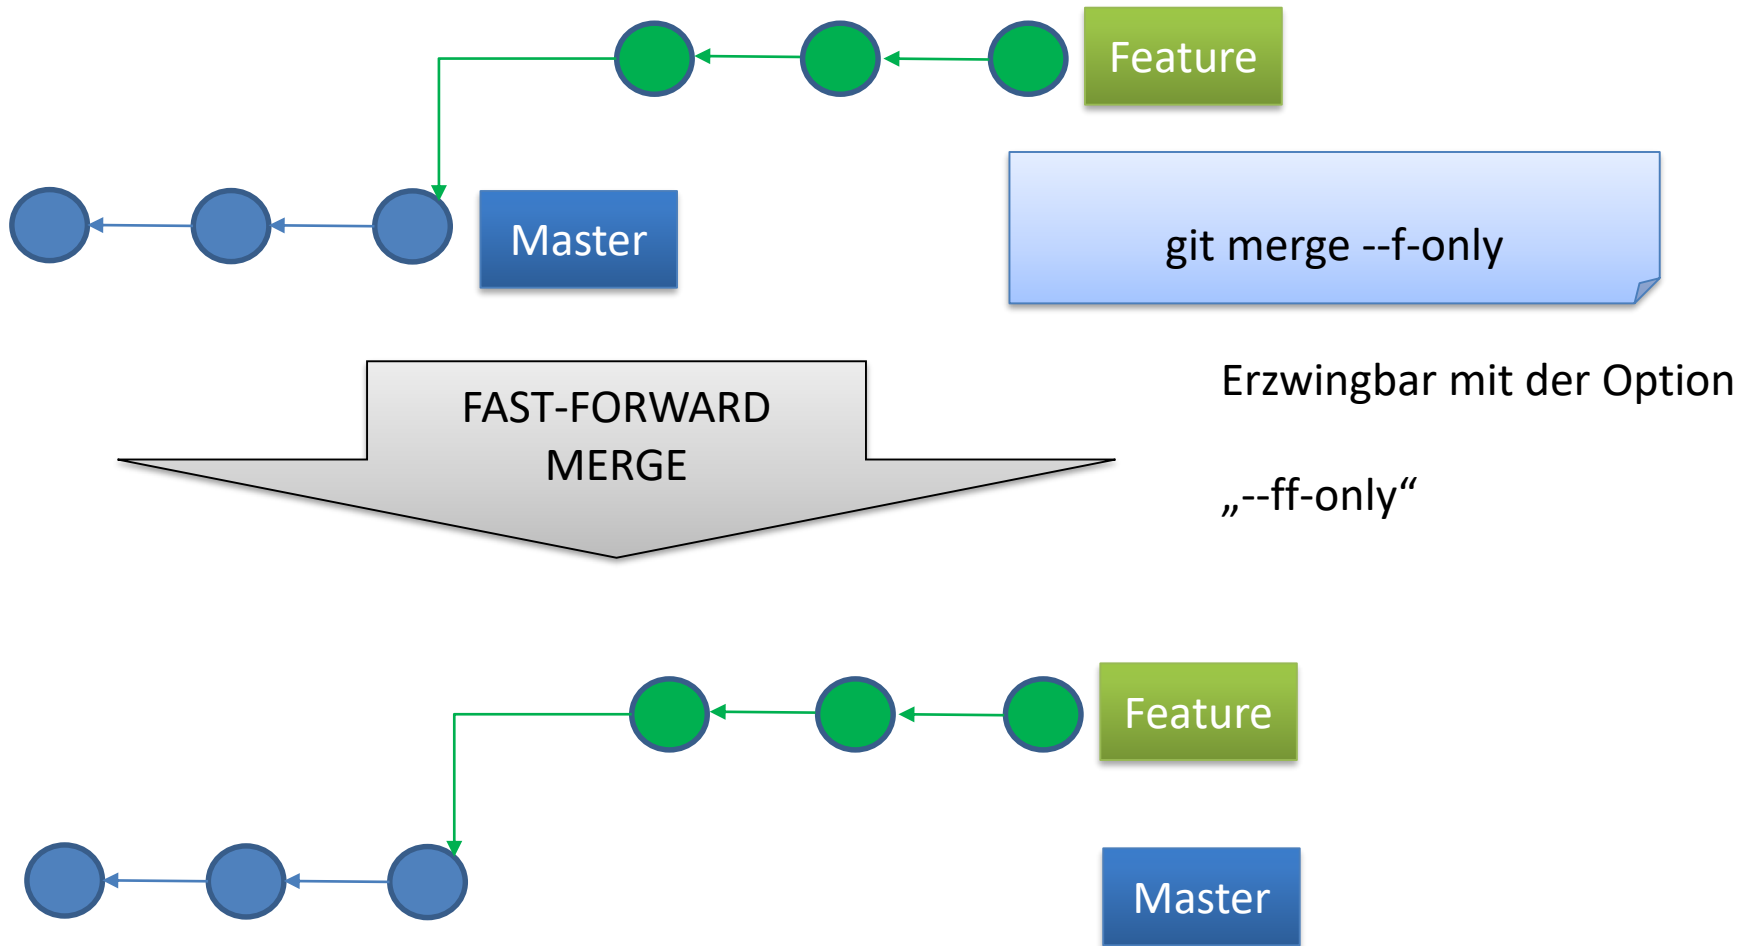 Feature
Master
git merge --f-only
FAST-FORWARD
MERGE
Erzwingbar mit der Option
„--ff-only“
Feature
Master